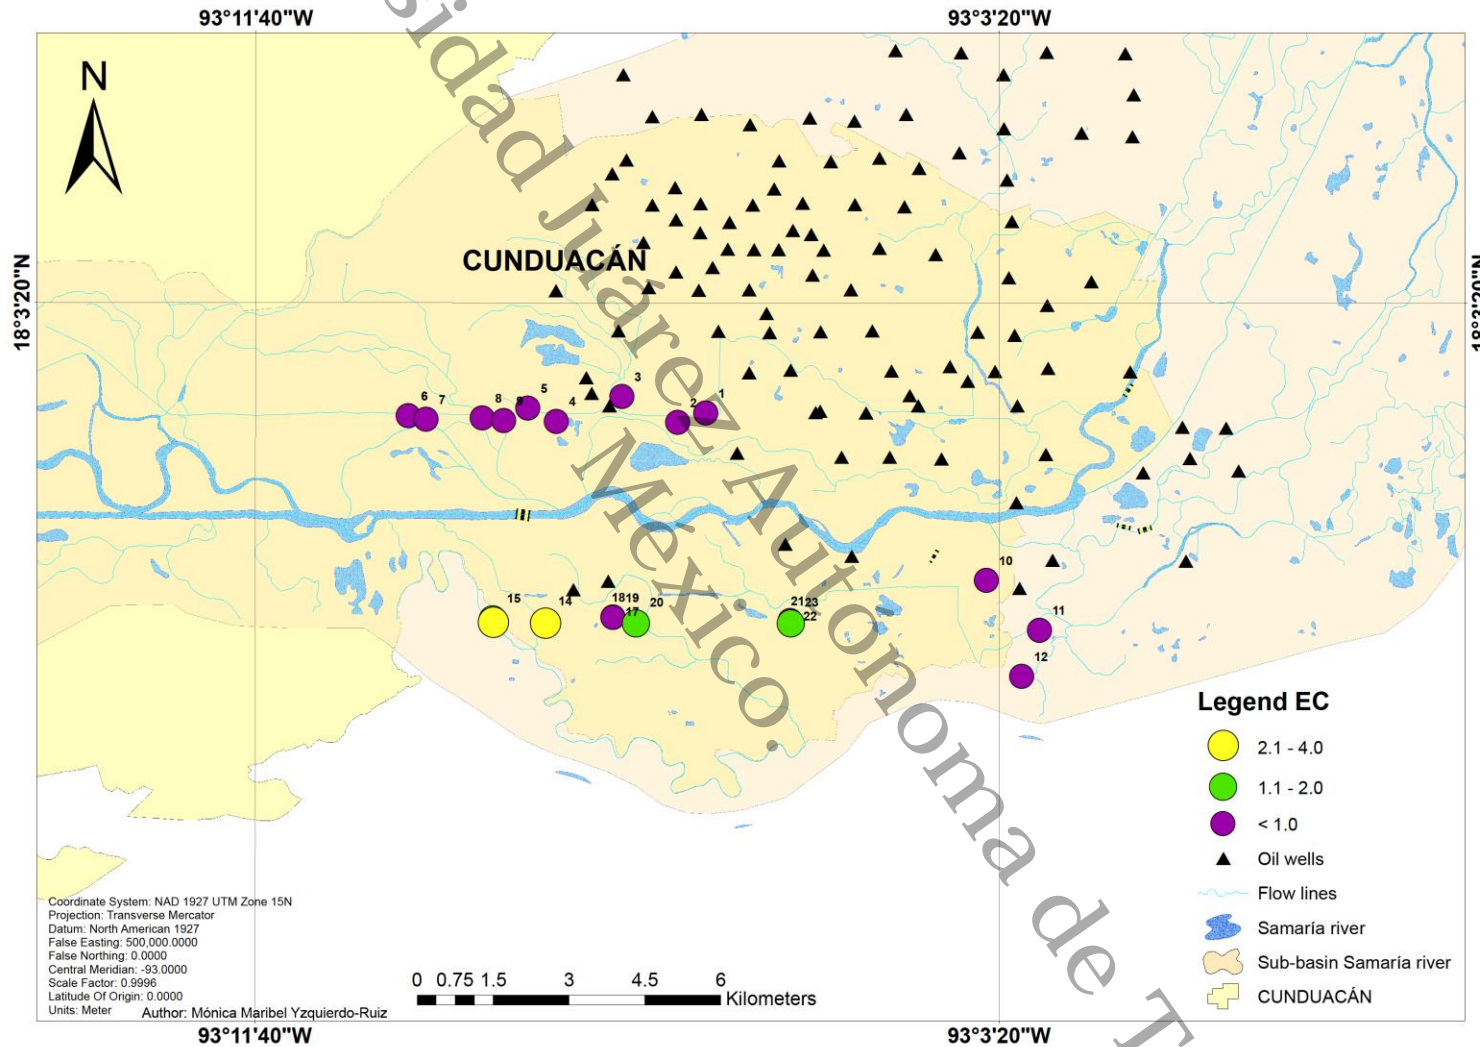 93°11'40"W
93°3'20"W
N
CUNDUACÁN
18°3'20"N
18°3'20"N
3
5
6
7
8
9
4
2
1
10
11
12
15
14
1819
17
20
2123
22
Legend EC
2.1 - 4.0
1.1 - 2.0
< 1.0
Oil wells
Flow lines
Samaría river
Sub-basin Samaría river
CUNDUACÁN
Coordinate System: NAD 1927 UTM Zone 15N
Projection: Transverse Mercator
Datum: North American 1927
False Easting: 500,000.0000
False Northing: 0.0000
Central Meridian: -93.0000
Scale Factor: 0.9996
Latitude Of Origin: 0.0000
Units: Meter
Author: Mónica Maribel Yzquierdo-Ruiz
0 0.75 1.5 3 4.5 6
Kilometers
93°11'40"W
93°3'20"W
sidad Juárez Autónoma de T
México.